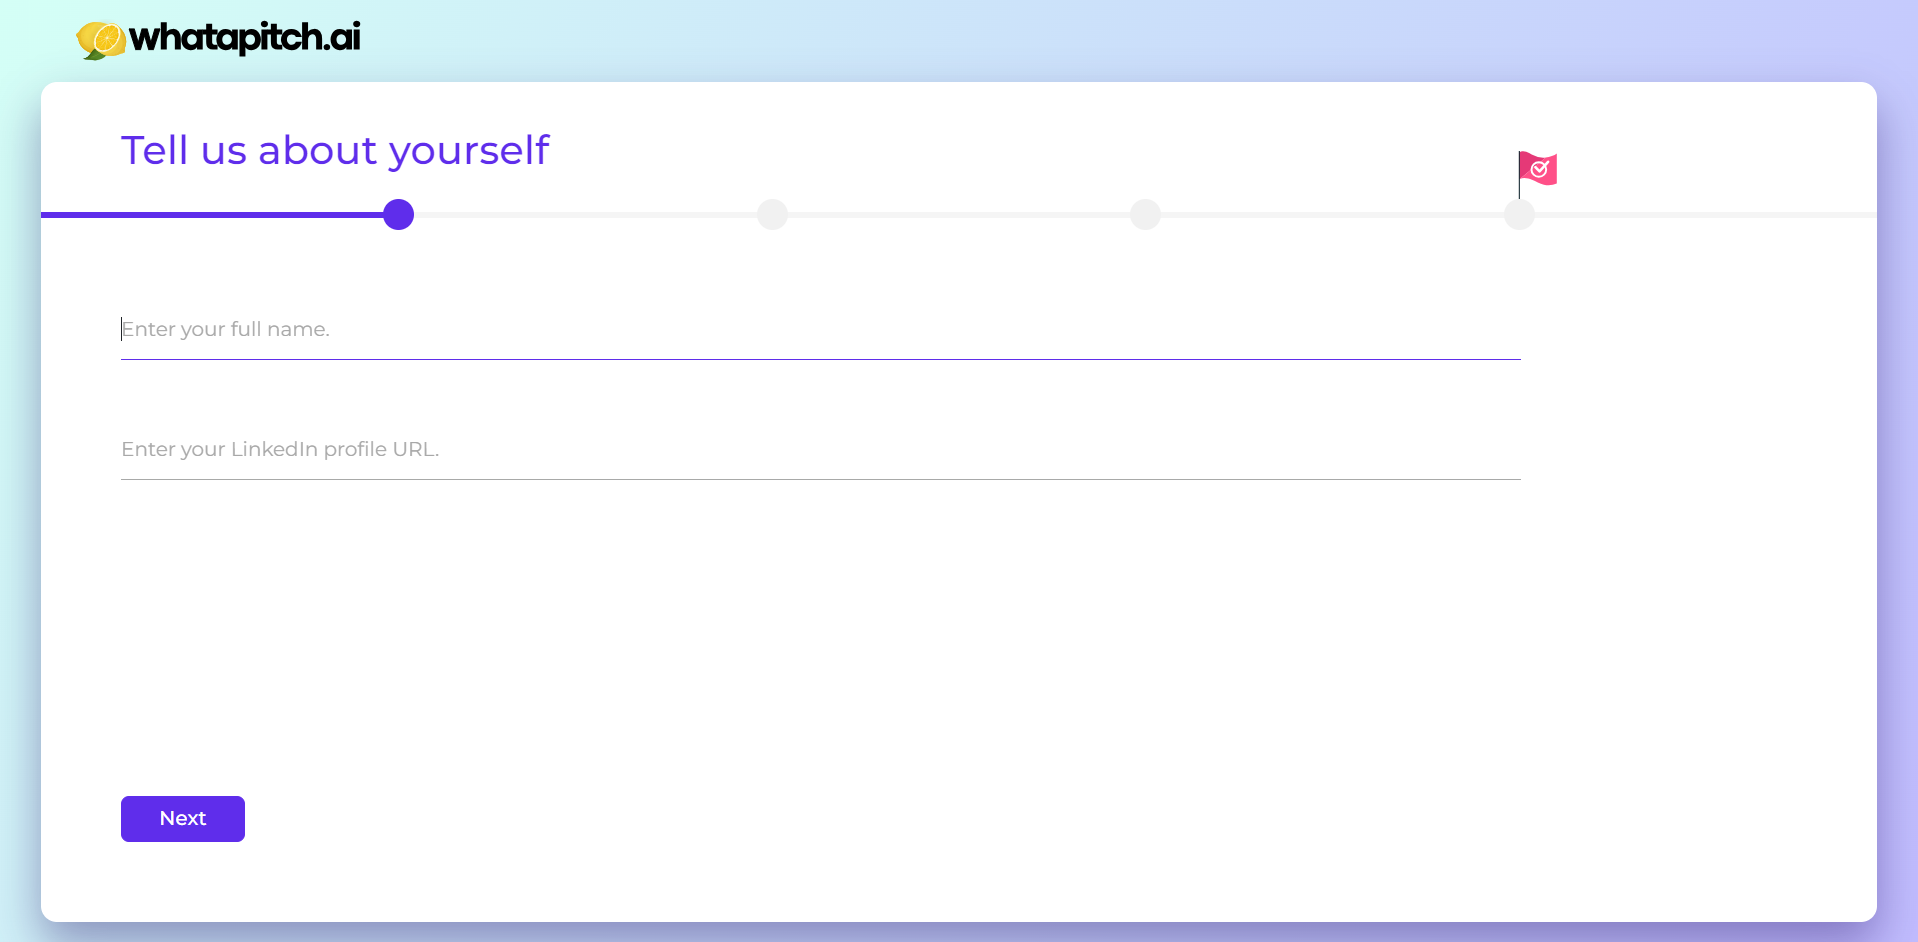 whatapitch.ai
Tell us about yourself
Enter your full name.
Enter your LinkedIn profile URL.
Next